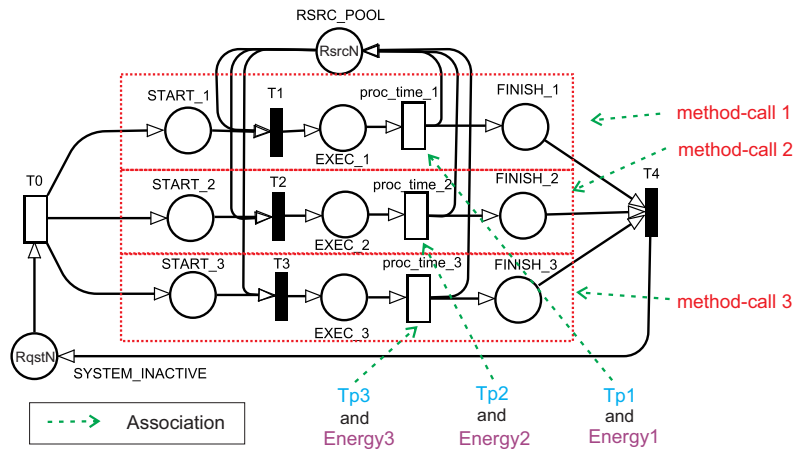 RSRC_POOL
RsrcN
START_1
T1
proc_time_1
FINISH_1
method-call 1
EXEC_1
T0
START_2
T2
proc_time_2
FINISH_2
method-call 2
T4
EXEC_2
START_3
T3
proc_time_3
FINISH_3
method-call 3
EXEC_3
RqstN
SYSTEM_INACTIVE
Tp3
and
Energy3
Tp2
and
Energy2
Tp1
and
Energy1
Association